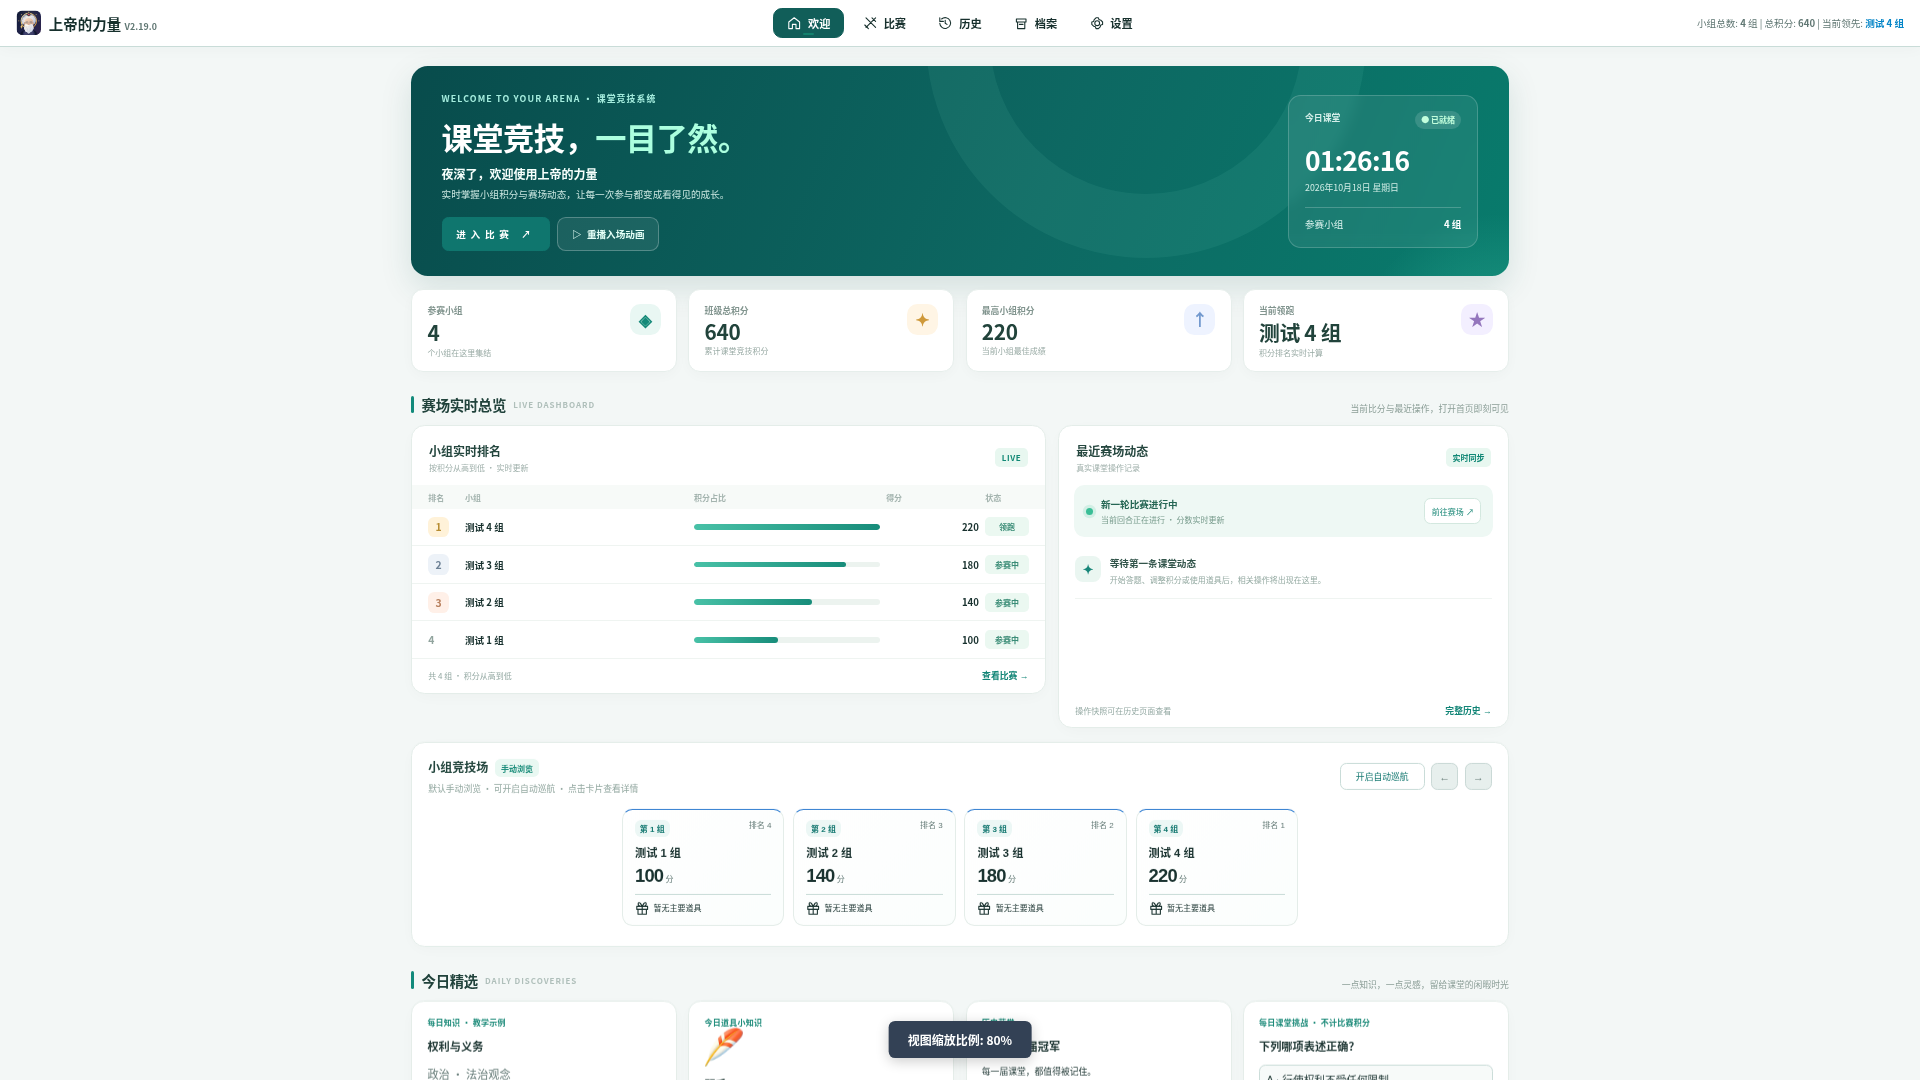 上帝的力量 V2.19.0
欢迎
比赛
历史
档案
设置
小组总数: 4 组 | 总积分: 640 | 当前领先: 测试 4 组
WELCOME TO YOUR ARENA · 课堂竞技系统
课堂竞技，一目了然。
夜深了，欢迎使用上帝的力量
实时掌握小组积分与赛场动态，让每一次参与都变成看得见的成长。
进入比赛 ↗
▷ 重播入场动画
今日课堂
已就绪
01:26:16
2026年10月18日 星期日
参赛小组
4 组
参赛小组
4
个小组在这里集结
班级总积分
640
累计课堂竞技积分
最高小组积分
220
当前小组最佳成绩
当前领跑
测试 4 组
积分排名实时计算
赛场实时总览 LIVE DASHBOARD
当前比分与最近操作，打开首页即刻可见
小组实时排名
按积分从高到低 · 实时更新
LIVE
排名 小组 积分占比 得分 状态
1 测试 4 组 220 领跑
2 测试 3 组 180 参赛中
3 测试 2 组 140 参赛中
4 测试 1 组 100 参赛中
共 4 组 · 积分从高到低
查看比赛 →
最近赛场动态
真实课堂操作记录
实时同步
新一轮比赛进行中
当前回合正在进行 · 分数实时更新
前往赛场 ↗
等待第一条课堂动态
开始答题、调整积分或使用道具后，相关操作将出现在这里。
操作快照可在历史页面查看
完整历史 →
小组竞技场 手动浏览
默认手动浏览 · 可开启自动巡航 · 点击卡片查看详情
开启自动巡航
←
→
第 1 组 排名 4
测试 1 组
100 分
暂无主要道具
第 2 组 排名 3
测试 2 组
140 分
暂无主要道具
第 3 组 排名 2
测试 3 组
180 分
暂无主要道具
第 4 组 排名 1
测试 4 组
220 分
暂无主要道具
今日精选 DAILY DISCOVERIES
一点知识，一点灵感，留给课堂的闲暇时光
每日知识 · 教学示例
权利与义务
政治 · 法治观念
今日道具小知识
冠军
每一届课堂，都值得被记住。
每日课堂挑战 · 不计比赛积分
下列哪项表述正确？
A · 行使权利不受任何限制
视图缩放比例: 80%